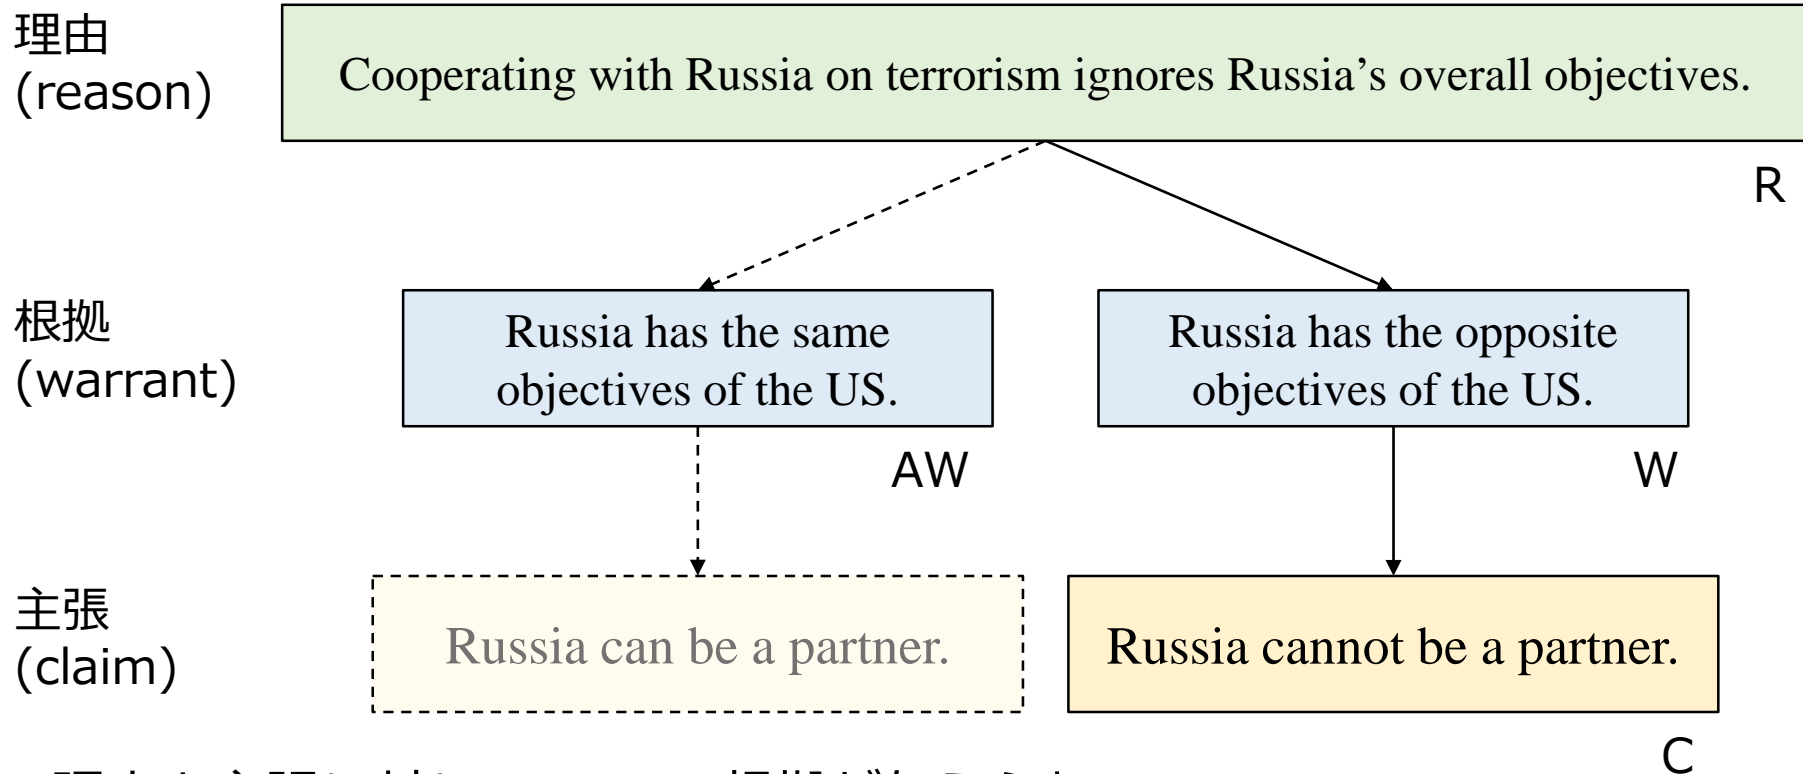 理由
(reason)
Cooperating with Russia on terrorism ignores Russia’s overall objectives.
R
根拠
(warrant)
Russia has the same
objectives of the US.
AW
Russia has the opposite
objectives of the US.
W
主張
(claim)
Russia can be a partner.
Russia cannot be a partner.
C